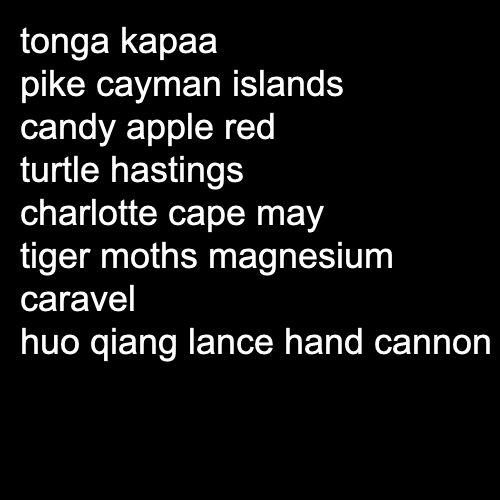 tonga kapaa
pike cayman islands
candy apple red
turtle hastings
charlotte cape may
tiger moths magnesium
caravel
huo qiang lance hand cannon